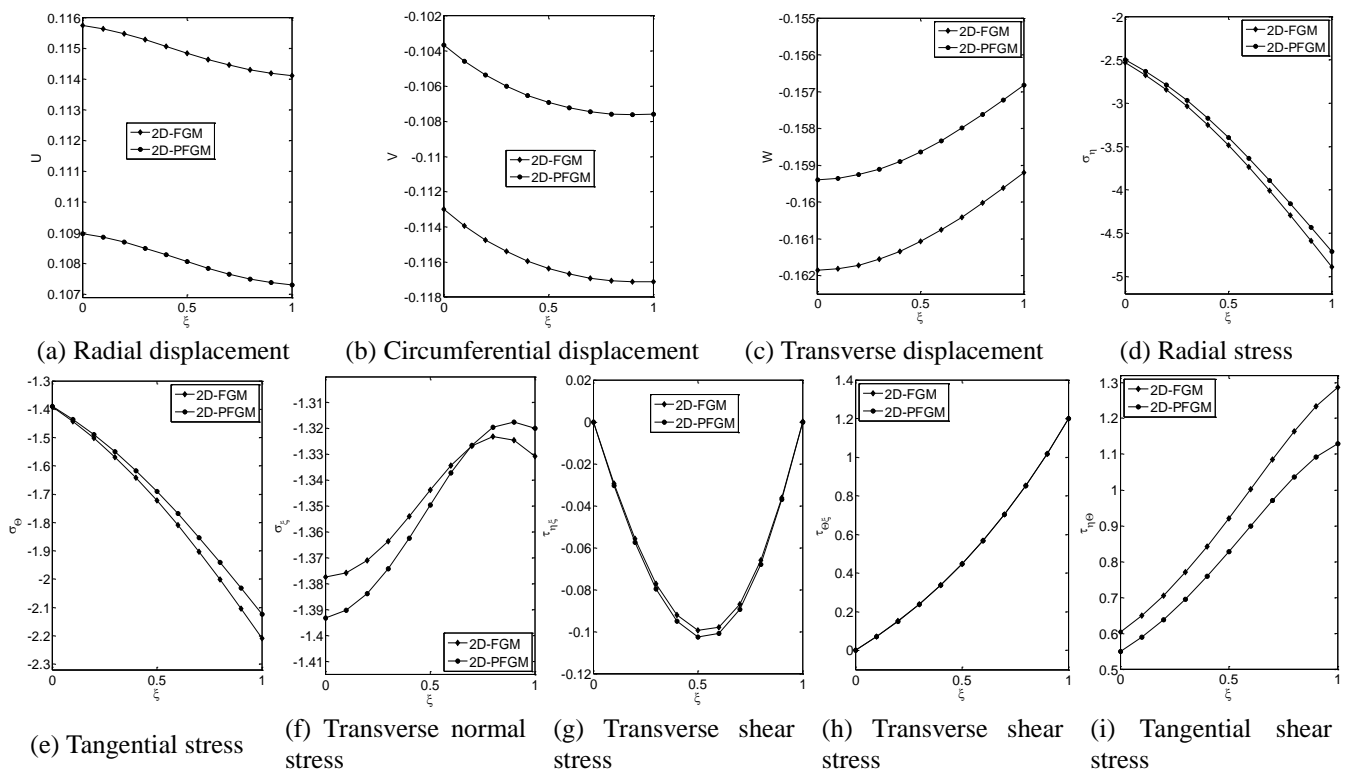 0.116
0.115
0.114
0.113
0.112
0.111
0.11
0.109
0.108
0.107
U
2D-FGM
2D-PFGM
0 0.5 1
ξ
(a) Radial displacement
-0.102
-0.104
-0.106
-0.108
-0.11
-0.112
-0.114
-0.116
-0.118
V
2D-FGM
2D-PFGM
0 0.5 1
ξ
(b) Circumferential displacement
-0.155
-0.156
-0.157
-0.158
-0.159
-0.16
-0.161
-0.162
W
2D-FGM
2D-PFGM
0 0.5 1
ξ
(c) Transverse displacement
-2
-2.5
-3
-3.5
-4
-4.5
-5
ση
2D-FGM
2D-PFGM
0 0.5 1
ξ
(d) Radial stress
-1.3
-1.4
-1.5
-1.6
-1.7
-1.8
-1.9
-2
-2.1
-2.2
-2.3
σΘ
2D-FGM
2D-PFGM
0 0.5 1
ξ
(e) Tangential stress
-1.31
-1.32
-1.33
-1.34
-1.35
-1.36
-1.37
-1.38
-1.39
-1.4
-1.41
σξ
2D-FGM
2D-PFGM
0 0.5 1
ξ
(f) Transverse normal
stress
0.02
0
-0.02
-0.04
-0.06
-0.08
-0.1
-0.12
τηξ
2D-FGM
2D-PFGM
0 0.5 1
ξ
(g) Transverse shear
stress
1.4
1.2
1
0.8
0.6
0.4
0.2
0
τΘξ
2D-FGM
2D-PFGM
0 0.5 1
ξ
(h) Transverse shear
stress
1.3
1.2
1.1
1
0.9
0.8
0.7
0.6
0.5
τηΘ
2D-FGM
2D-PFGM
0 0.5 1
ξ
(i) Tangential shear
stress